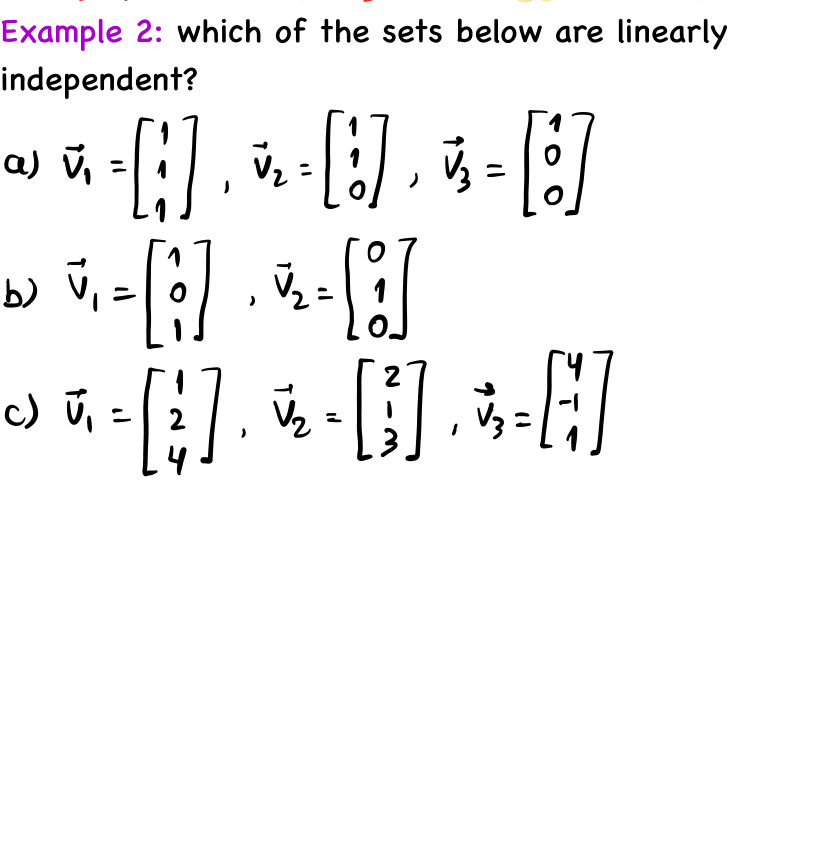 Example 2: which of the sets below are linearly
independent?
a) v⃗₁ = [1 1 1], v⃗₂ = [1 1 0], v⃗₃ = [1 0 0]
b) v⃗₁ = [1 0 1], v⃗₂ = [0 1 0]
c) v⃗₁ = [1 2 4], v⃗₂ = [2 1 3], v⃗₃ = [4 -1 1]